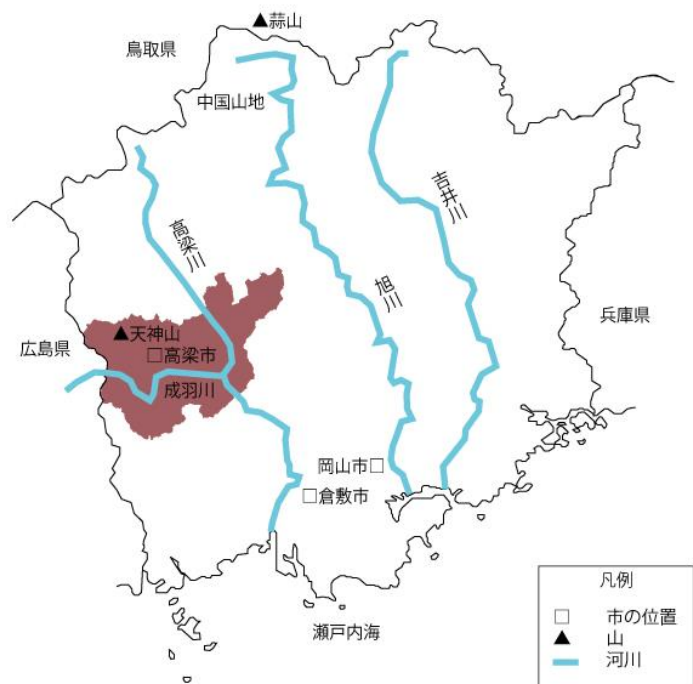 ▲蒜山
鳥取県
中国山地
吉井川
高梁川
旭川
兵庫県
▲天神山
広島県
□高梁市
成羽川
岡山市□
□倉敷市
瀬戸内海
凡例
□ 市の位置
▲ 山
河川